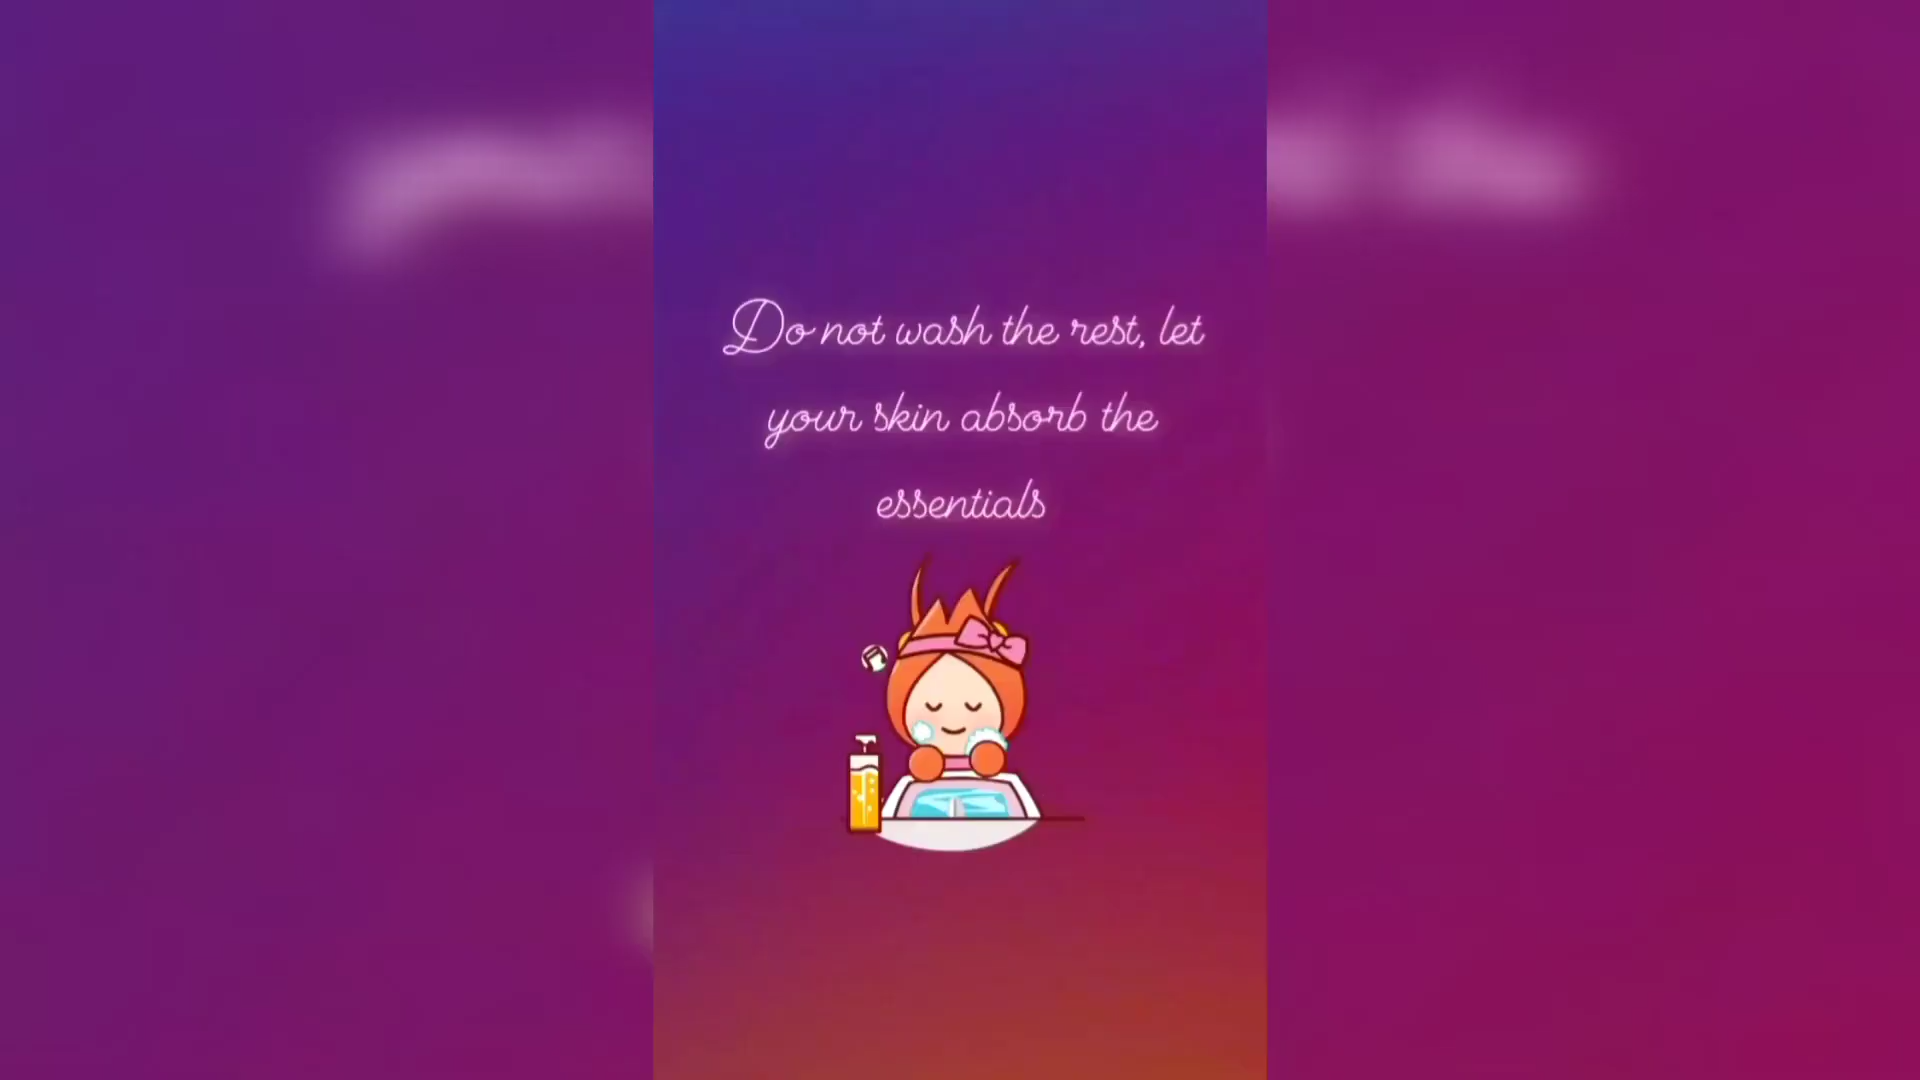 Do not wash the rest, let
your skin absorb the
essentials